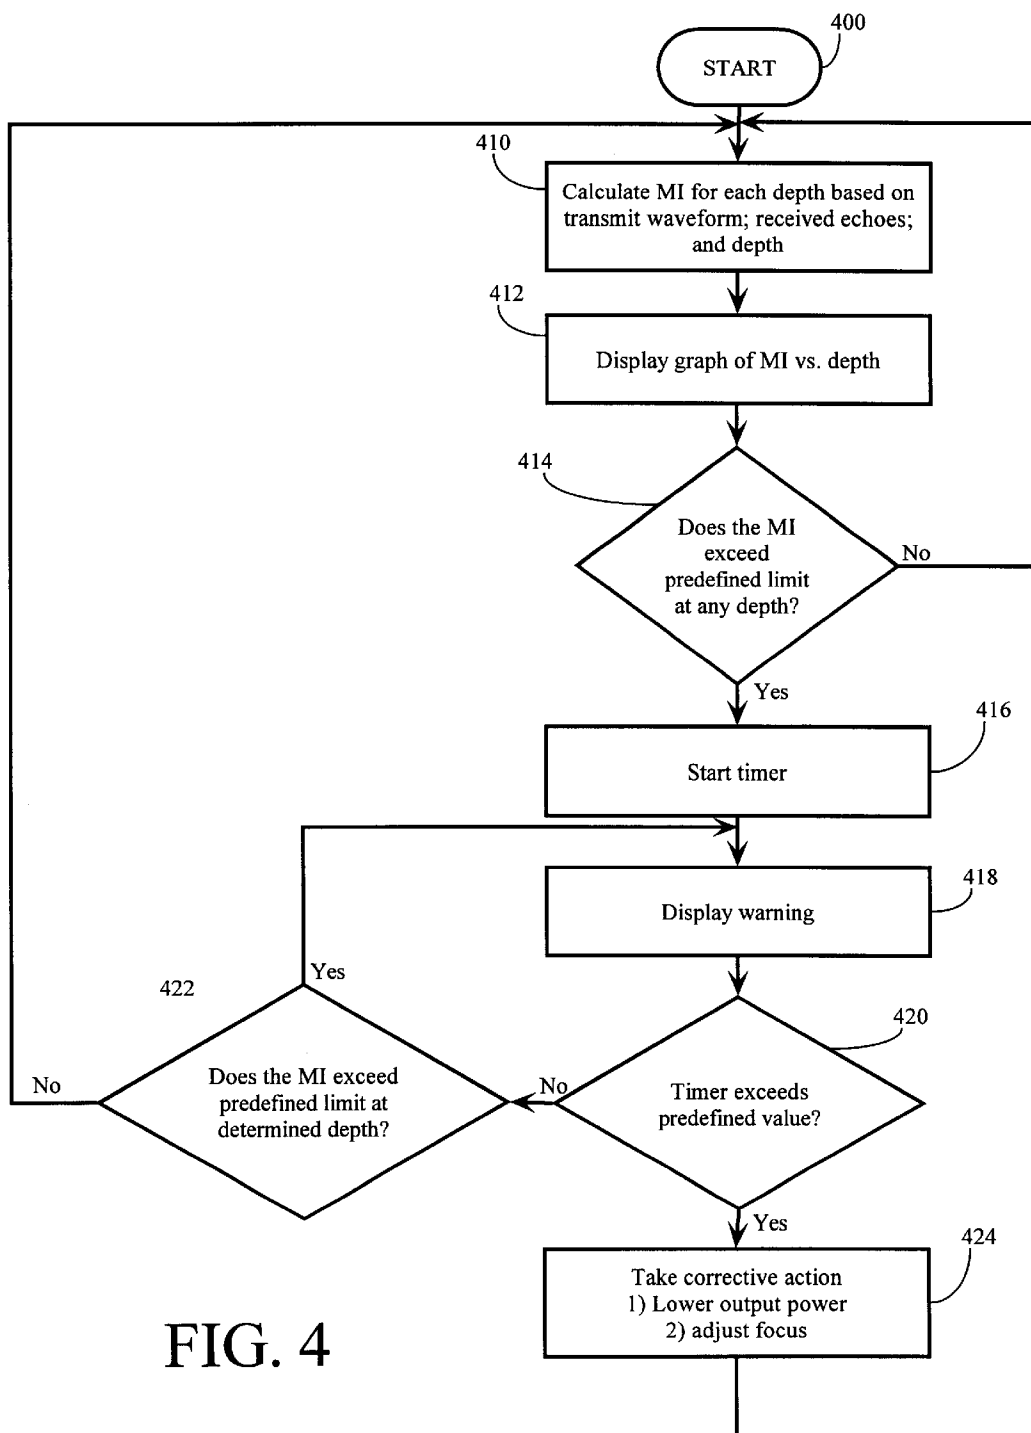 400
START
410
Calculate MI for each depth based on
transmit waveform; received echoes;
and depth
412
Display graph of MI vs. depth
414
Does the MI
exceed
predefined limit
at any depth?
No
Yes
416
Start timer
418
Display warning
Yes
422
420
Does the MI exceed
predefined limit at
determined depth?
No
No
Timer exceeds
predefined value?
Yes
424
Take corrective action
1) Lower output power
2) adjust focus
FIG. 4